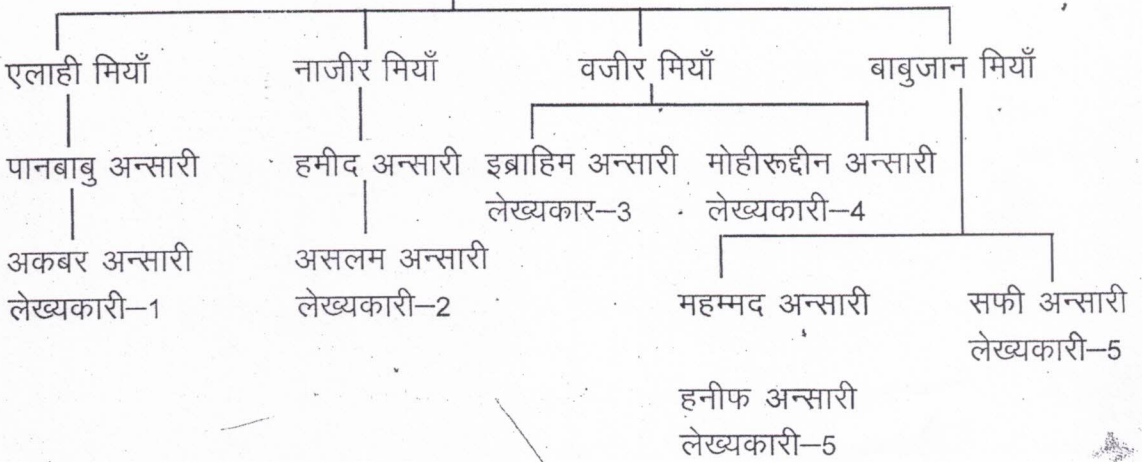 एलाही मियाँ नाजीर मियाँ वजीर मियाँ बाबुजान मियाँ
पानबाबु अन्सारी हमीद अन्सारी इब्राहिम अन्सारी मोहीरूद्दीन अन्सारी
लेख्यकार–3 लेख्यकारी–4
अकबर अन्सारी असलम अन्सारी
लेख्यकारी–1 लेख्यकारी–2 महम्मद अन्सारी सफी अन्सारी
लेख्यकारी–5
हनीफ अन्सारी
लेख्यकारी–5